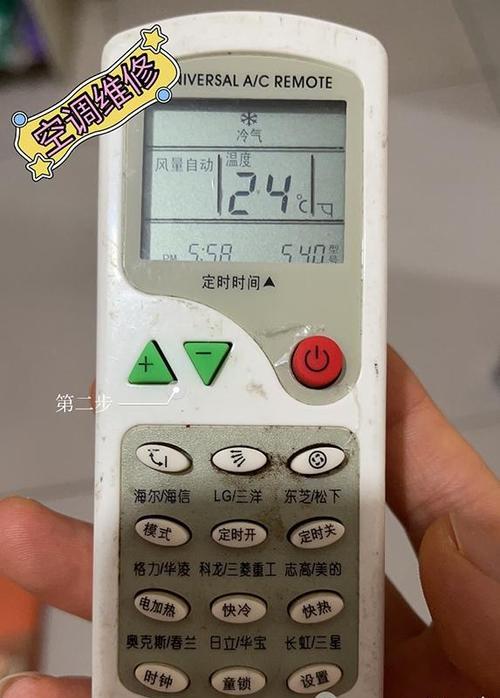 空调维修
NIVERSAL A/C REMOTE
冷气
风量自动 温度
24℃
PM 5:58 540 型号
定时时间▲
+ −
第二步
海尔/海信 LG/三洋 东芝/松下
模式 定时开 定时关
格力/华凌 科龙/三菱重工 志高/美的
电加热 快冷 快热
奥克斯/春兰 日立/华宝 长虹/三星
时钟 童锁 设置